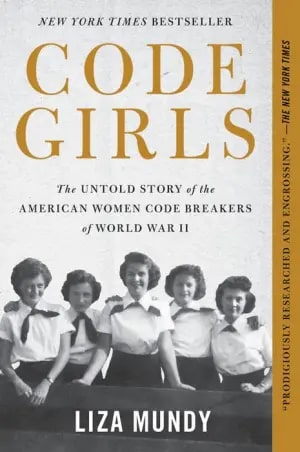 NEW YORK TIMES BESTSELLER
CODE
GIRLS
The UNTOLD STORY of the
AMERICAN WOMEN CODE BREAKERS
of WORLD WAR II
LIZA MUNDY
"PRODIGIOUSLY RESEARCHED AND ENGROSSING." —THE NEW YORK TIMES